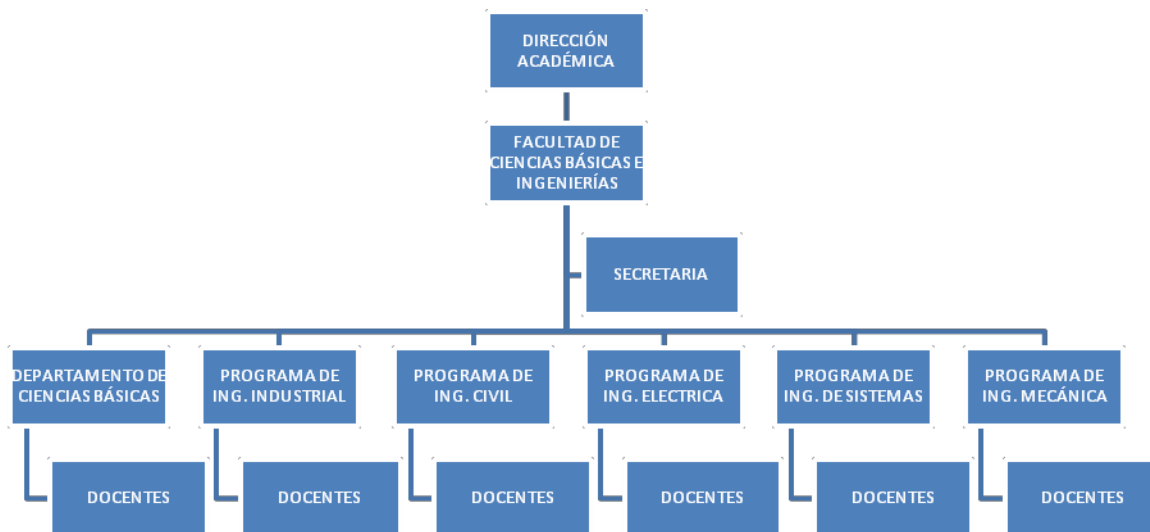 DIRECCIÓN
ACADÉMICA
FACULTAD DE
CIENCIAS BÁSICAS E
INGENIERÍAS
SECRETARIA
DEPARTAMENTO DE
CIENCIAS BÁSICAS
PROGRAMA DE
ING. INDUSTRIAL
PROGRAMA DE
ING. CIVIL
PROGRAMA DE
ING. ELECTRICA
PROGRAMA DE
ING. DE SISTEMAS
PROGRAMA DE
ING. MECÁNICA
DOCENTES
DOCENTES
DOCENTES
DOCENTES
DOCENTES
DOCENTES